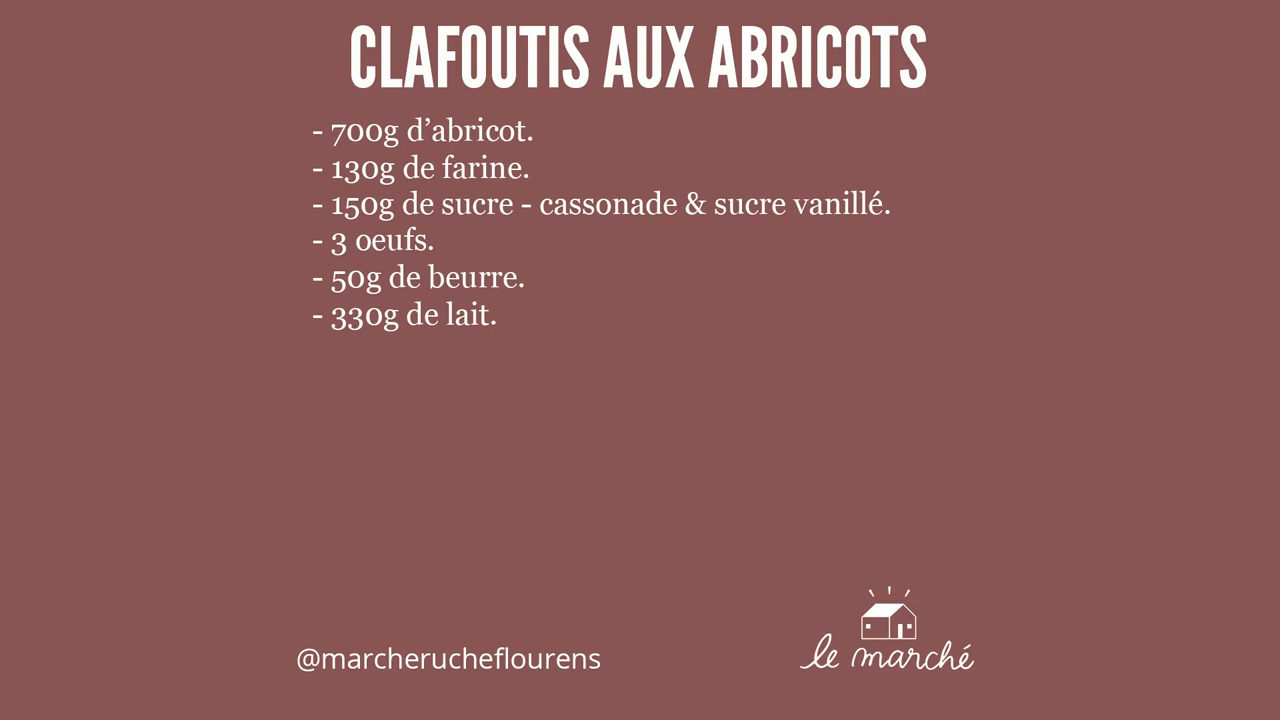 CLAFOUTIS AUX ABRICOTS
- 700g d’abricot.
- 130g de farine.
- 150g de sucre - cassonade & sucre vanillé.
- 3 oeufs.
- 50g de beurre.
- 330g de lait.
@marcherucheflourens
le marché